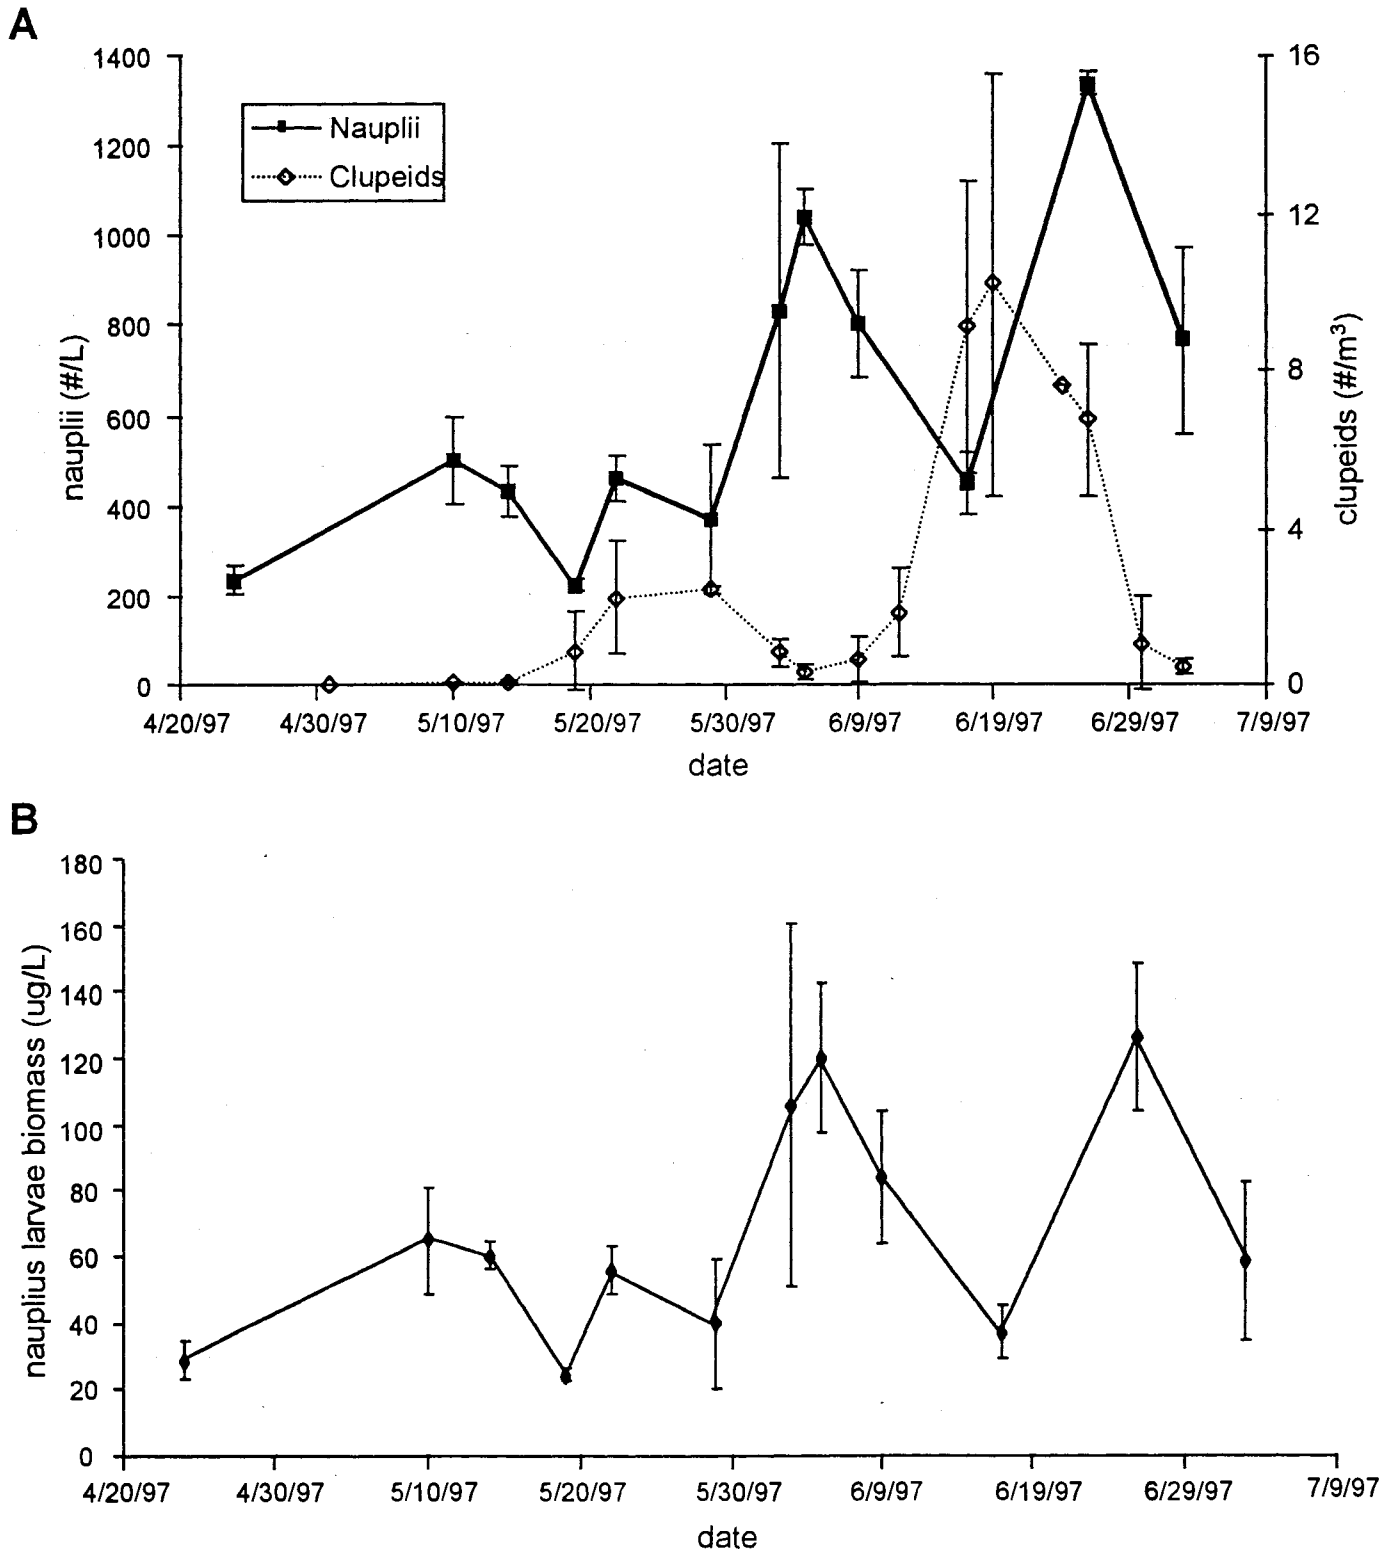 A
1400
1200
1000
800
600
400
200
0
nauplii (#/L)
Nauplii
Clupeids
16
12
8
4
0
clupeids (#/m³)
4/20/97 4/30/97 5/10/97 5/20/97 5/30/97 6/9/97 6/19/97 6/29/97 7/9/97
date
B
180
160
140
120
100
80
60
40
20
0
nauplius larvae biomass (ug/L)
4/20/97 4/30/97 5/10/97 5/20/97 5/30/97 6/9/97 6/19/97 6/29/97 7/9/97
date